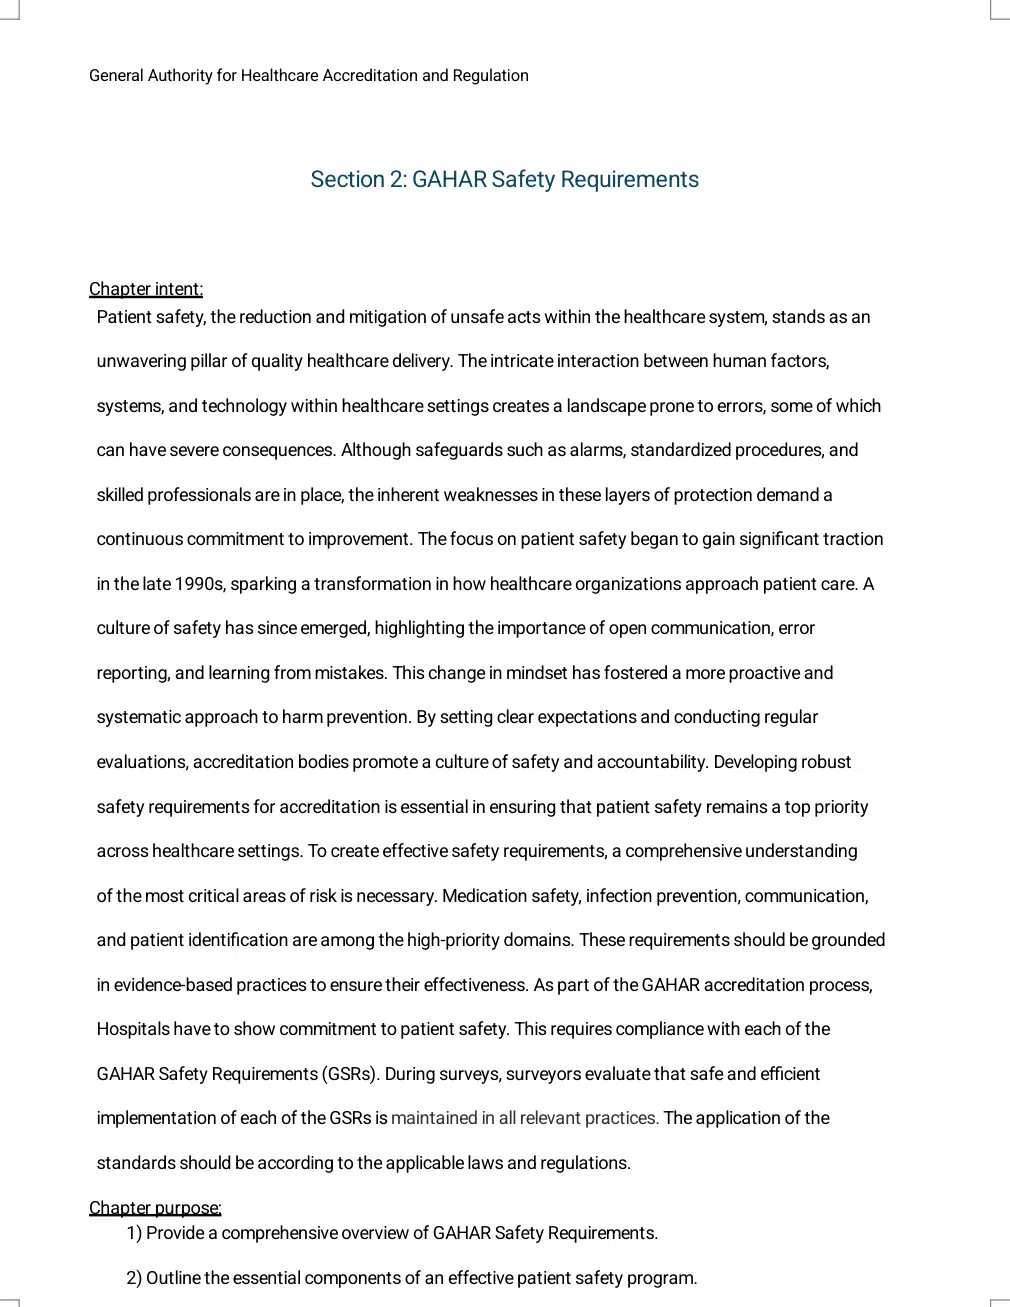 General Authority for Healthcare Accreditation and Regulation
Section 2: GAHAR Safety Requirements
Chapter intent:
Patient safety, the reduction and mitigation of unsafe acts within the healthcare system, stands as an
unwavering pillar of quality healthcare delivery. The intricate interaction between human factors,
systems, and technology within healthcare settings creates a landscape prone to errors, some of which
can have severe consequences. Although safeguards such as alarms, standardized procedures, and
skilled professionals are in place, the inherent weaknesses in these layers of protection demand a
continuous commitment to improvement. The focus on patient safety began to gain significant traction
in the late 1990s, sparking a transformation in how healthcare organizations approach patient care. A
culture of safety has since emerged, highlighting the importance of open communication, error
reporting, and learning from mistakes. This change in mindset has fostered a more proactive and
systematic approach to harm prevention. By setting clear expectations and conducting regular
evaluations, accreditation bodies promote a culture of safety and accountability. Developing robust
safety requirements for accreditation is essential in ensuring that patient safety remains a top priority
across healthcare settings. To create effective safety requirements, a comprehensive understanding
of the most critical areas of risk is necessary. Medication safety, infection prevention, communication,
and patient identification are among the high-priority domains. These requirements should be grounded
in evidence-based practices to ensure their effectiveness. As part of the GAHAR accreditation process,
Hospitals have to show commitment to patient safety. This requires compliance with each of the
GAHAR Safety Requirements (GSRs). During surveys, surveyors evaluate that safe and efficient
implementation of each of the GSRs is maintained in all relevant practices. The application of the
standards should be according to the applicable laws and regulations.
Chapter purpose:
1) Provide a comprehensive overview of GAHAR Safety Requirements.
2) Outline the essential components of an effective patient safety program.